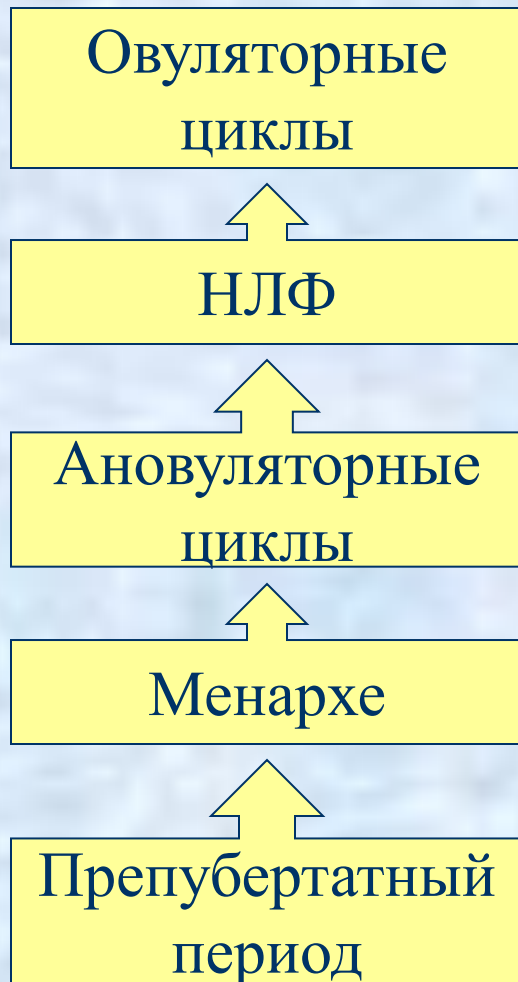 Овуляторные
циклы
НЛФ
Ановуляторные
циклы
Менархе
Препубертатный
период